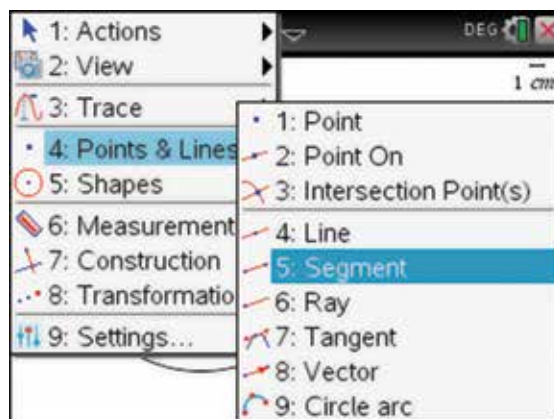 1: Actions
2: View
3: Trace
4: Points & Lines
5: Shapes
6: Measurement
7: Construction
8: Transformatio
9: Settings...
DEG
1 cm
1: Point
2: Point On
3: Intersection Point(s)
4: Line
5: Segment
6: Ray
7: Tangent
8: Vector
9: Circle arc